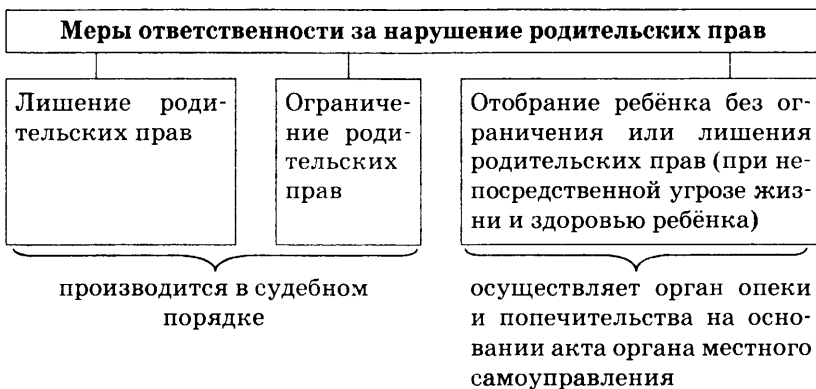 Меры ответственности за нарушение родительских прав
Лишение роди-
тельских прав
Ограниче-
ние роди-
тельских
прав
Отобрание ребёнка без ог-
раничения или лишения
родительских прав (при не-
посредственной угрозе жиз-
ни и здоровью ребёнка)
производится в судебном
порядке
осуществляет орган опеки
и попечительства на осно-
вании акта органа местного
самоуправления